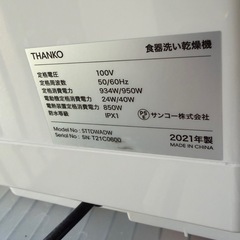 THANKO 食器洗い乾燥機
定格電圧 100V
定格周波数 50/60Hz
定格消費電力 934W/950W
電動機定格消費電力 24W/40W
電熱装置定格消費電力 850W
防水等級 IPX1
PSE サンコー株式会社
Model: STTDWADW
SN: T21C0800
2021年製
MADE IN CHINA